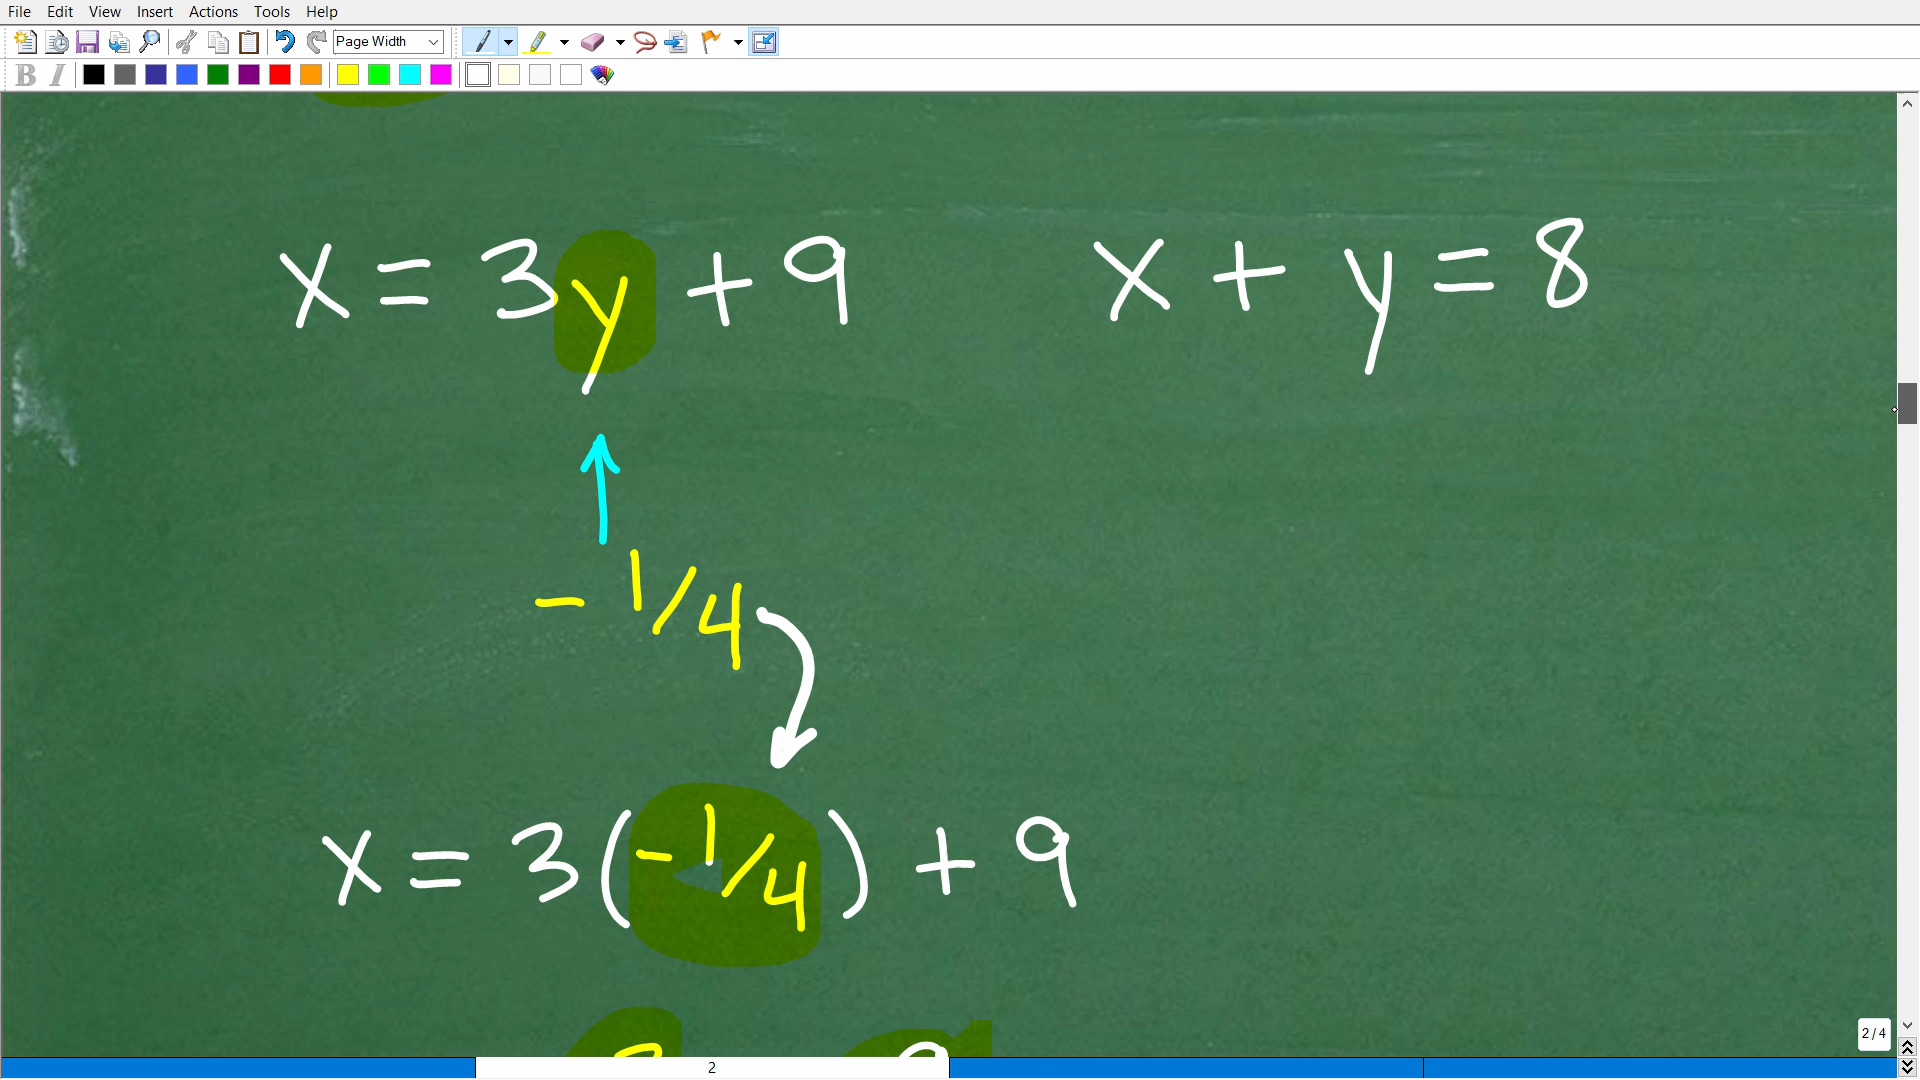 File Edit View Insert Actions Tools Help
Page Width
B I
x = 3y + 9 x + y = 8
- 1/4
x = 3(-1/4) + 9
2 / 4
2